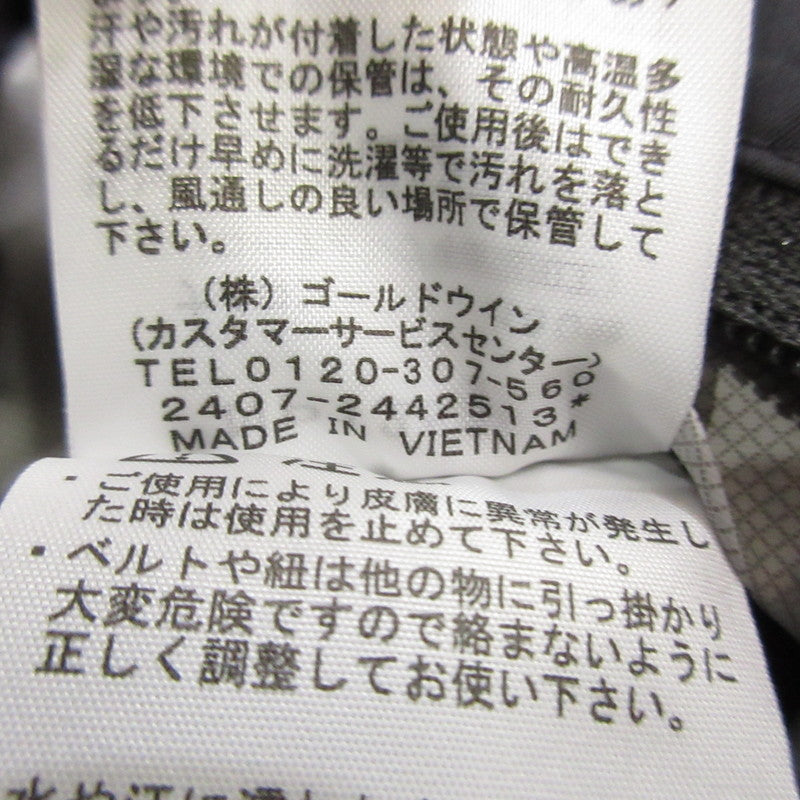 汗や汚れが付着した状態や高温多
湿な環境での保管は、その耐久性
を低下させます。ご使用後はでき
るだけ早めに洗濯等で汚れを落と
し、風通しの良い場所で保管して
下さい。
(株) ゴールドウイン
(カスタマーサービスセンター)
TEL0120-307-560
2407-2442513*
MADE IN VIETNAM
・ご使用により皮膚に異常が発生し
た時は使用を止めて下さい。
・ベルトや紐は他の物に引っ掛かり
大変危険ですので絡まないように
正しく調整してお使い下さい。